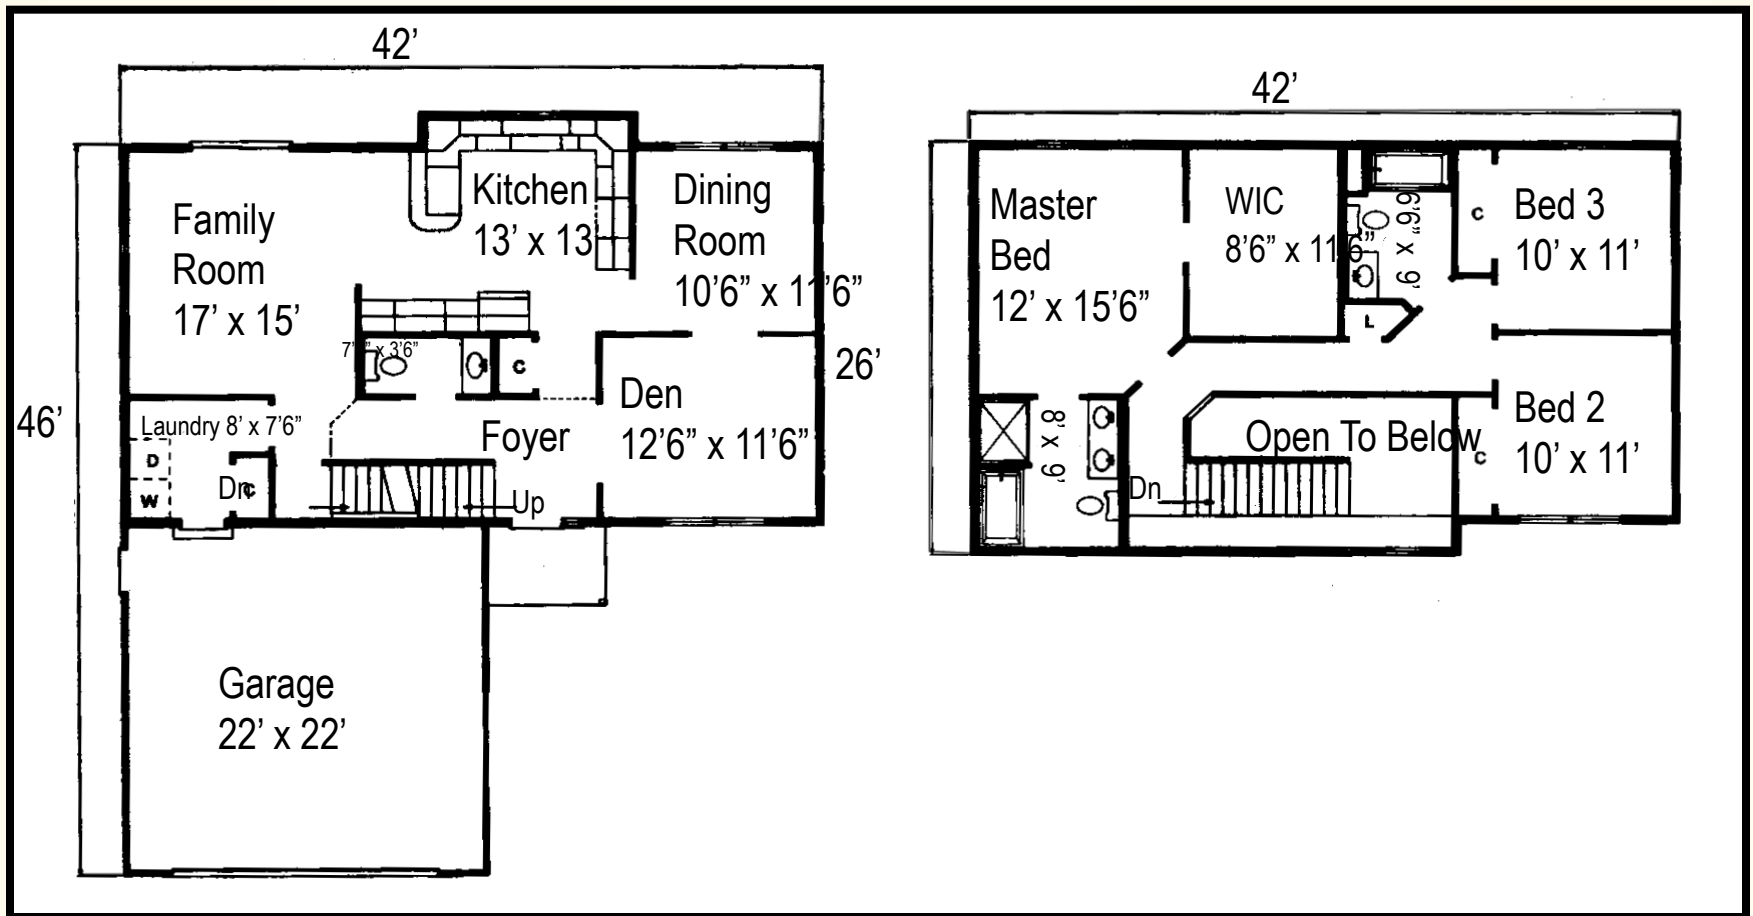 42’
Family
Room
17’ x 15’
Kitchen
13’ x 13
Dining
Room
10’6” x 11’6”
26’
46’
x 3’6”
C
Den
12’6” x 11’6”
Laundry 8’ x 7’6”
Foyer
D
W
Dn
C
Up
Garage
22’ x 22’
42’
Master
Bed
12’ x 15’6”
WIC
8’6” x 11’6”
6’6” x 9’
C
Bed 3
10’ x 11’
L
8’ x 9’
Open To Below
C
Bed 2
10’ x 11’
Dn